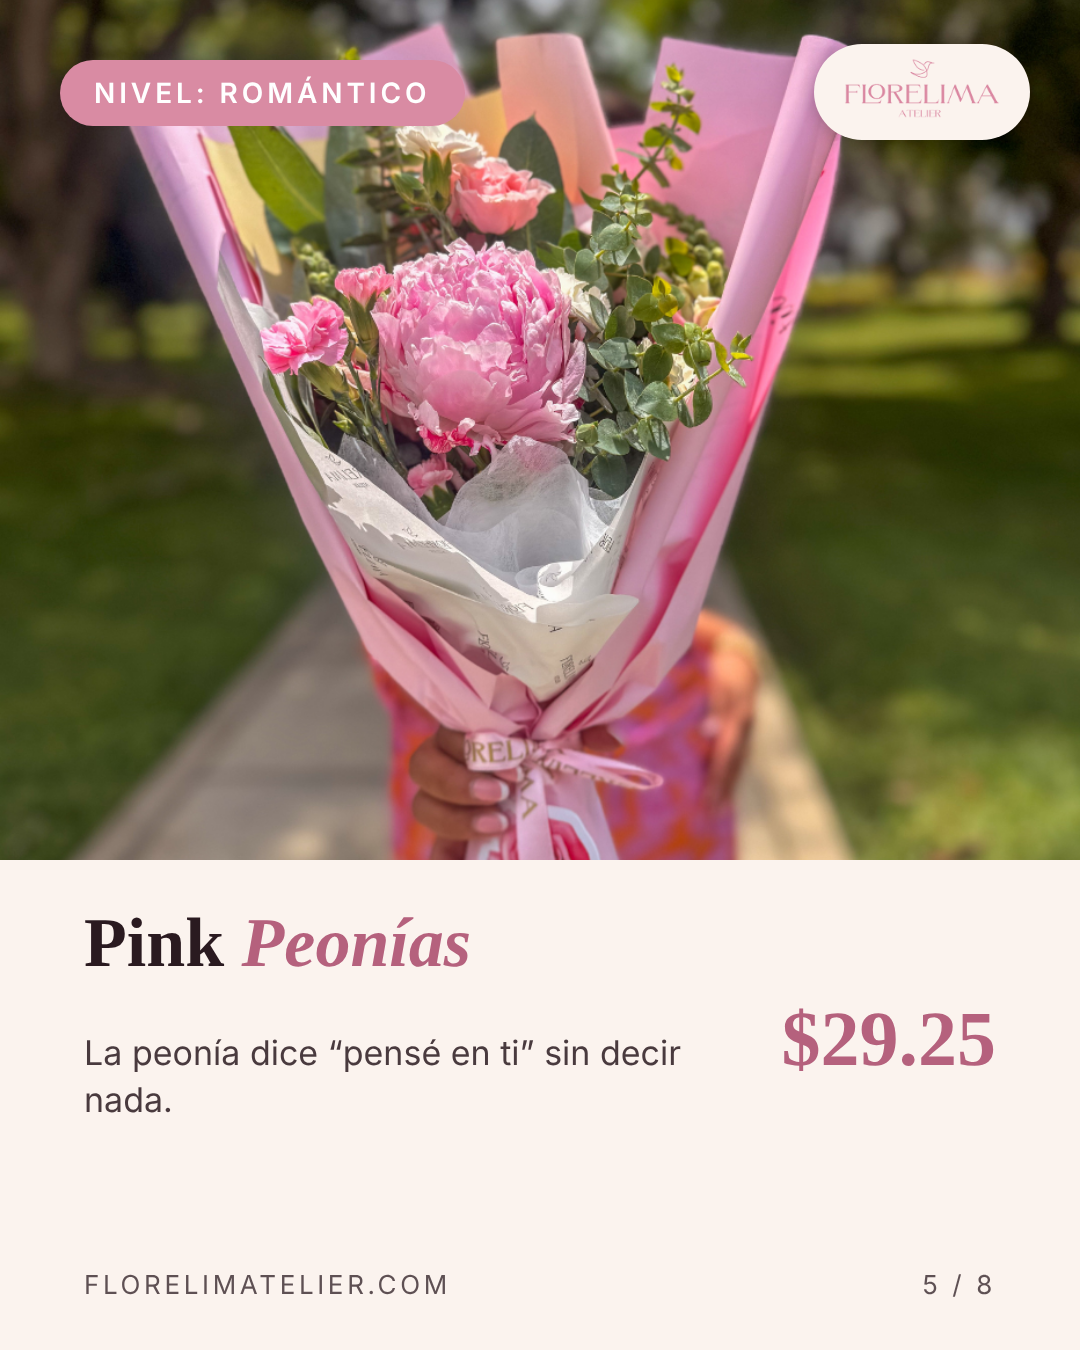 NIVEL: ROMÁNTICO
FLORELIMA
ATELIER
Pink Peonías
$29.25
La peonía dice “pensé en ti” sin decir
nada.
FLORELIMATELIER.COM
5 / 8